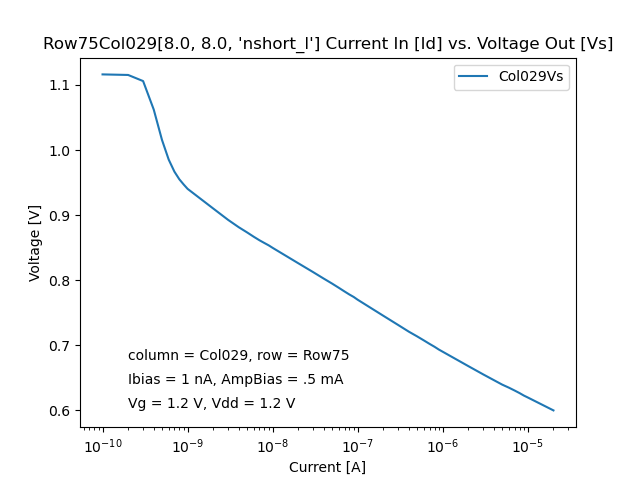 Row75Col029[8.0, 8.0, 'nshort_l'] Current In [Id] vs. Voltage Out [Vs]
Col029Vs
1.1
1.0
0.9
0.8
0.7
0.6
Voltage [V]
column = Col029, row = Row75
Ibias = 1 nA, AmpBias = .5 mA
Vg = 1.2 V, Vdd = 1.2 V
10⁻¹⁰ 10⁻⁹ 10⁻⁸ 10⁻⁷ 10⁻⁶ 10⁻⁵
Current [A]